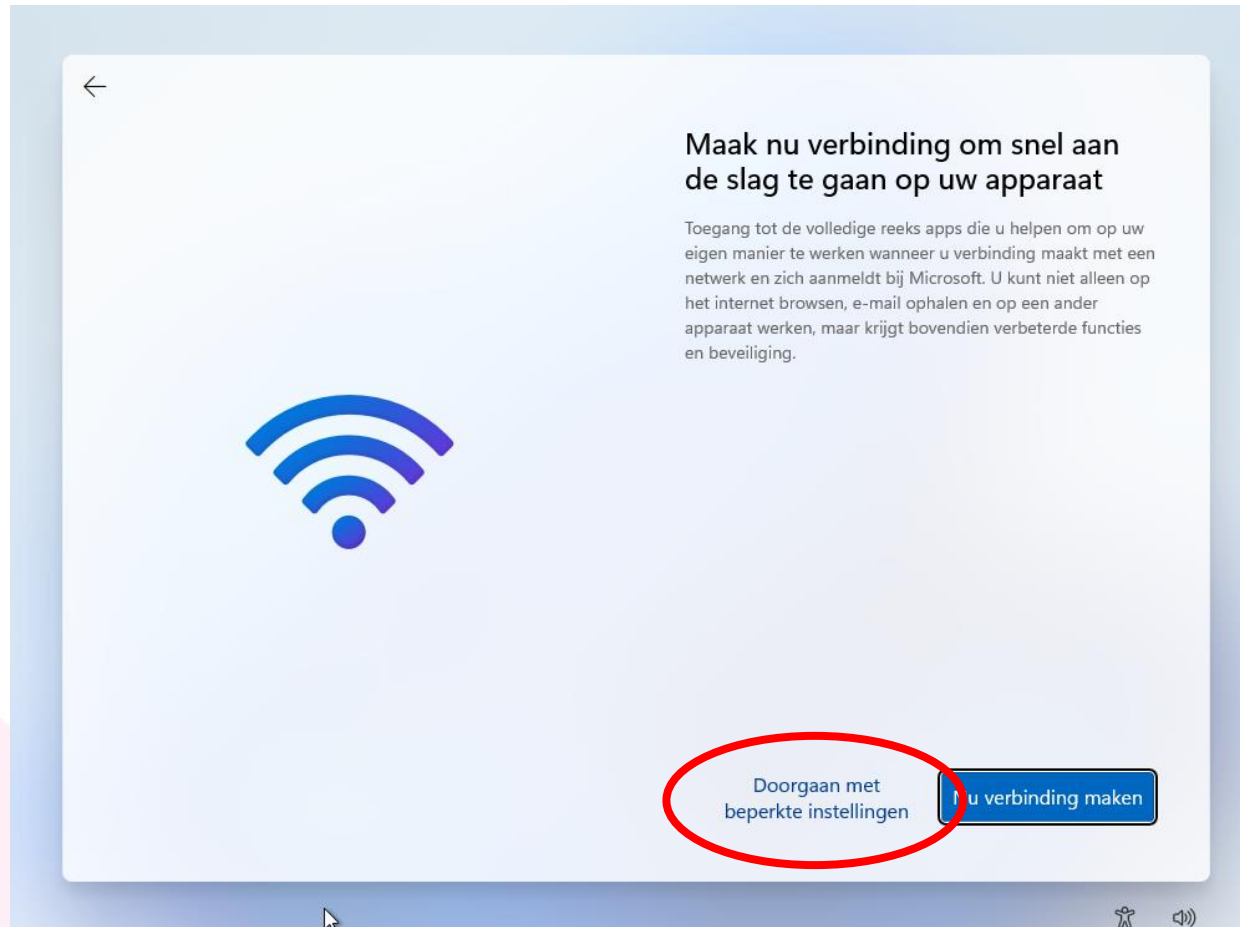 Maak nu verbinding om snel aan
de slag te gaan op uw apparaat
Toegang tot de volledige reeks apps die u helpen om op uw
eigen manier te werken wanneer u verbinding maakt met een
netwerk en zich aanmeldt bij Microsoft. U kunt niet alleen op
het internet browsen, e-mail ophalen en op een ander
apparaat werken, maar krijgt bovendien verbeterde functies
en beveiliging.
Doorgaan met
beperkte instellingen
Nu verbinding maken